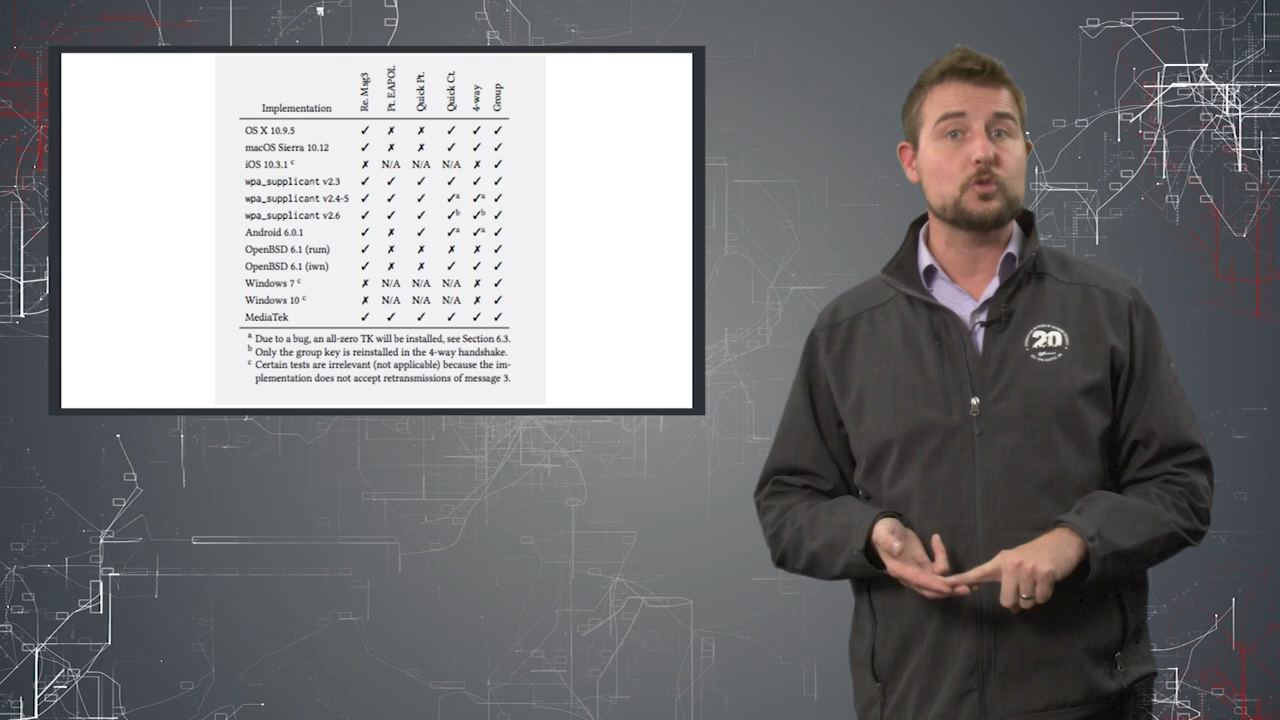 Implementation Re. Msg3 Pt. EAPOL Quick Pt. Quick Ct. 4-way Group
OS X 10.9.5 ✓ ✗ ✗ ✓ ✓ ✓
macOS Sierra 10.12 ✓ ✗ ✗ ✓ ✓ ✓
iOS 10.3.1 c ✗ N/A N/A N/A ✗ ✓
wpa_supplicant v2.3 ✓ ✓ ✓ ✓ ✓ ✓
wpa_supplicant v2.4-5 ✓ ✓ ✓ ✓a ✓a ✓
wpa_supplicant v2.6 ✓ ✓ ✓ ✓b ✓b ✓
Android 6.0.1 ✓ ✗ ✓ ✓a ✓a ✓
OpenBSD 6.1 (rum) ✓ ✗ ✗ ✗ ✗ ✓
OpenBSD 6.1 (iwn) ✓ ✗ ✗ ✓ ✓ ✓
Windows 7 c ✗ N/A N/A N/A ✗ ✓
Windows 10 c ✗ N/A N/A N/A ✗ ✓
MediaTek ✓ ✓ ✓ ✓ ✓ ✓
a Due to a bug, an all-zero TK will be installed, see Section 6.3.
b Only the group key is reinstalled in the 4-way handshake.
c Certain tests are irrelevant (not applicable) because the im-
plementation does not accept retransmissions of message 3.
20